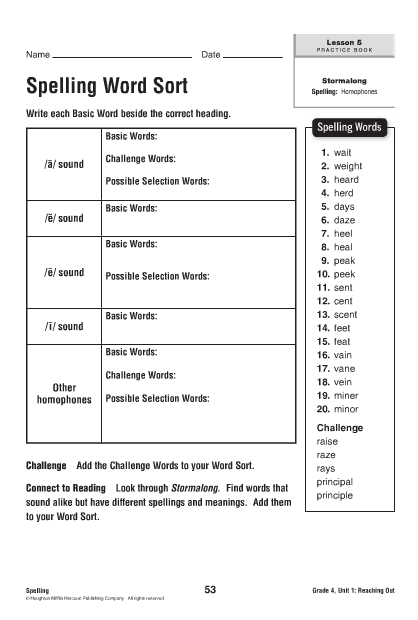 Name Date
Lesson 5
PRACTICE BOOK
Stormalong
Spelling: Homophones
Spelling Word Sort
Write each Basic Word beside the correct heading.
/ā/ sound
Basic Words:
Challenge Words:
Possible Selection Words:
/ĕ/ sound
Basic Words:
/ē/ sound
Basic Words:
Possible Selection Words:
/ī/ sound
Basic Words:
Other
homophones
Basic Words:
Challenge Words:
Possible Selection Words:
Spelling Words
1. wait
2. weight
3. heard
4. herd
5. days
6. daze
7. heel
8. heal
9. peak
10. peek
11. sent
12. cent
13. scent
14. feet
15. feat
16. vain
17. vane
18. vein
19. miner
20. minor
Challenge
raise
raze
rays
principal
principle
Challenge Add the Challenge Words to your Word Sort.
Connect to Reading Look through Stormalong. Find words that
sound alike but have different spellings and meanings. Add them
to your Word Sort.
Spelling
© Houghton Mifflin Harcourt Publishing Company. All rights reserved.
53
Grade 4, Unit 1: Reaching Out